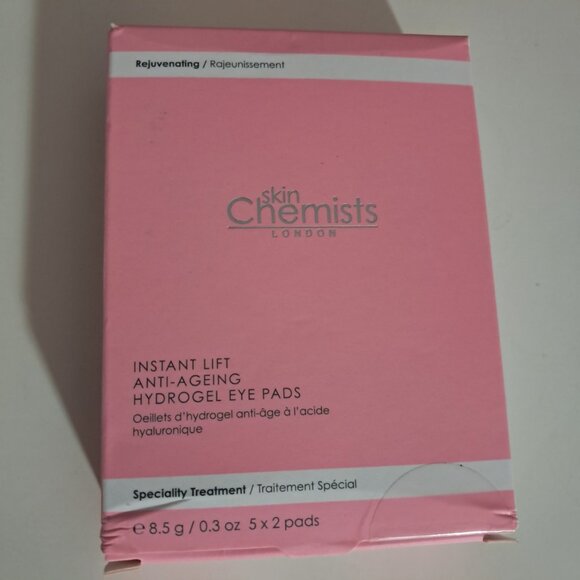 Rejuvenating / Rajeunissement
skin
Chemists
LONDON
INSTANT LIFT
ANTI-AGEING
HYDROGEL EYE PADS
Oeillets d'hydrogel anti-âge à l'acide
hyaluronique
Speciality Treatment / Traitement Spécial
℮ 8.5 g / 0.3 oz 5 x 2 pads